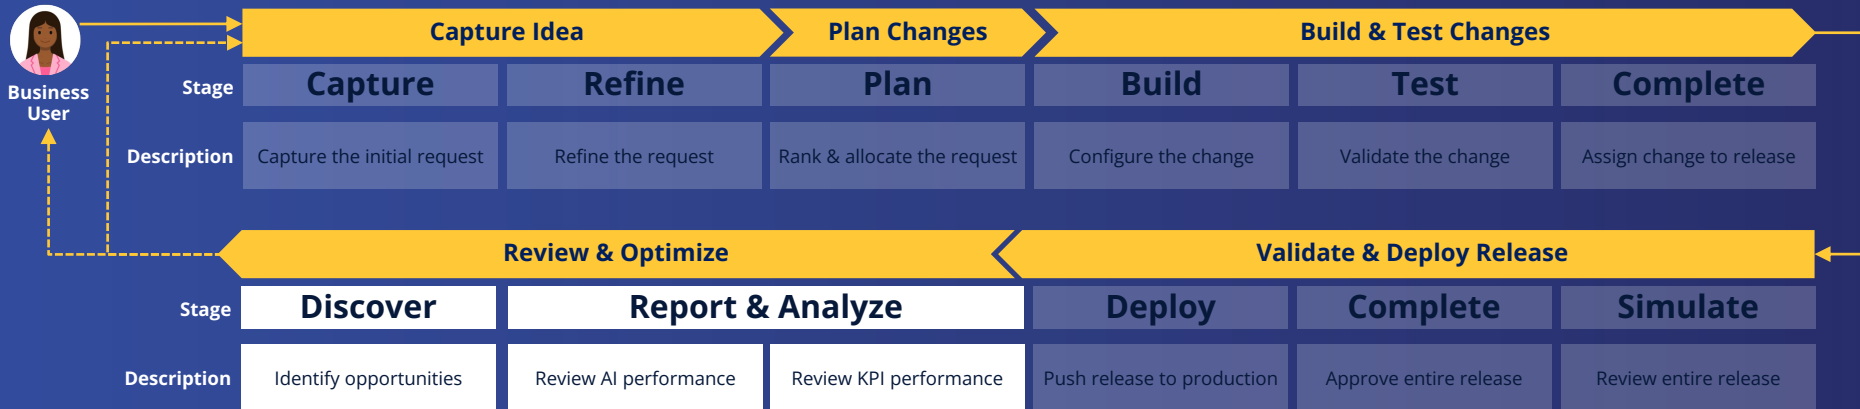 Capture Idea
Plan Changes
Build & Test Changes
Business
User
Stage
Capture
Refine
Plan
Build
Test
Complete
Description
Capture the initial request
Refine the request
Rank & allocate the request
Configure the change
Validate the change
Assign change to release
Review & Optimize
Validate & Deploy Release
Stage
Discover
Report & Analyze
Deploy
Complete
Simulate
Description
Identify opportunities
Review AI performance
Review KPI performance
Push release to production
Approve entire release
Review entire release